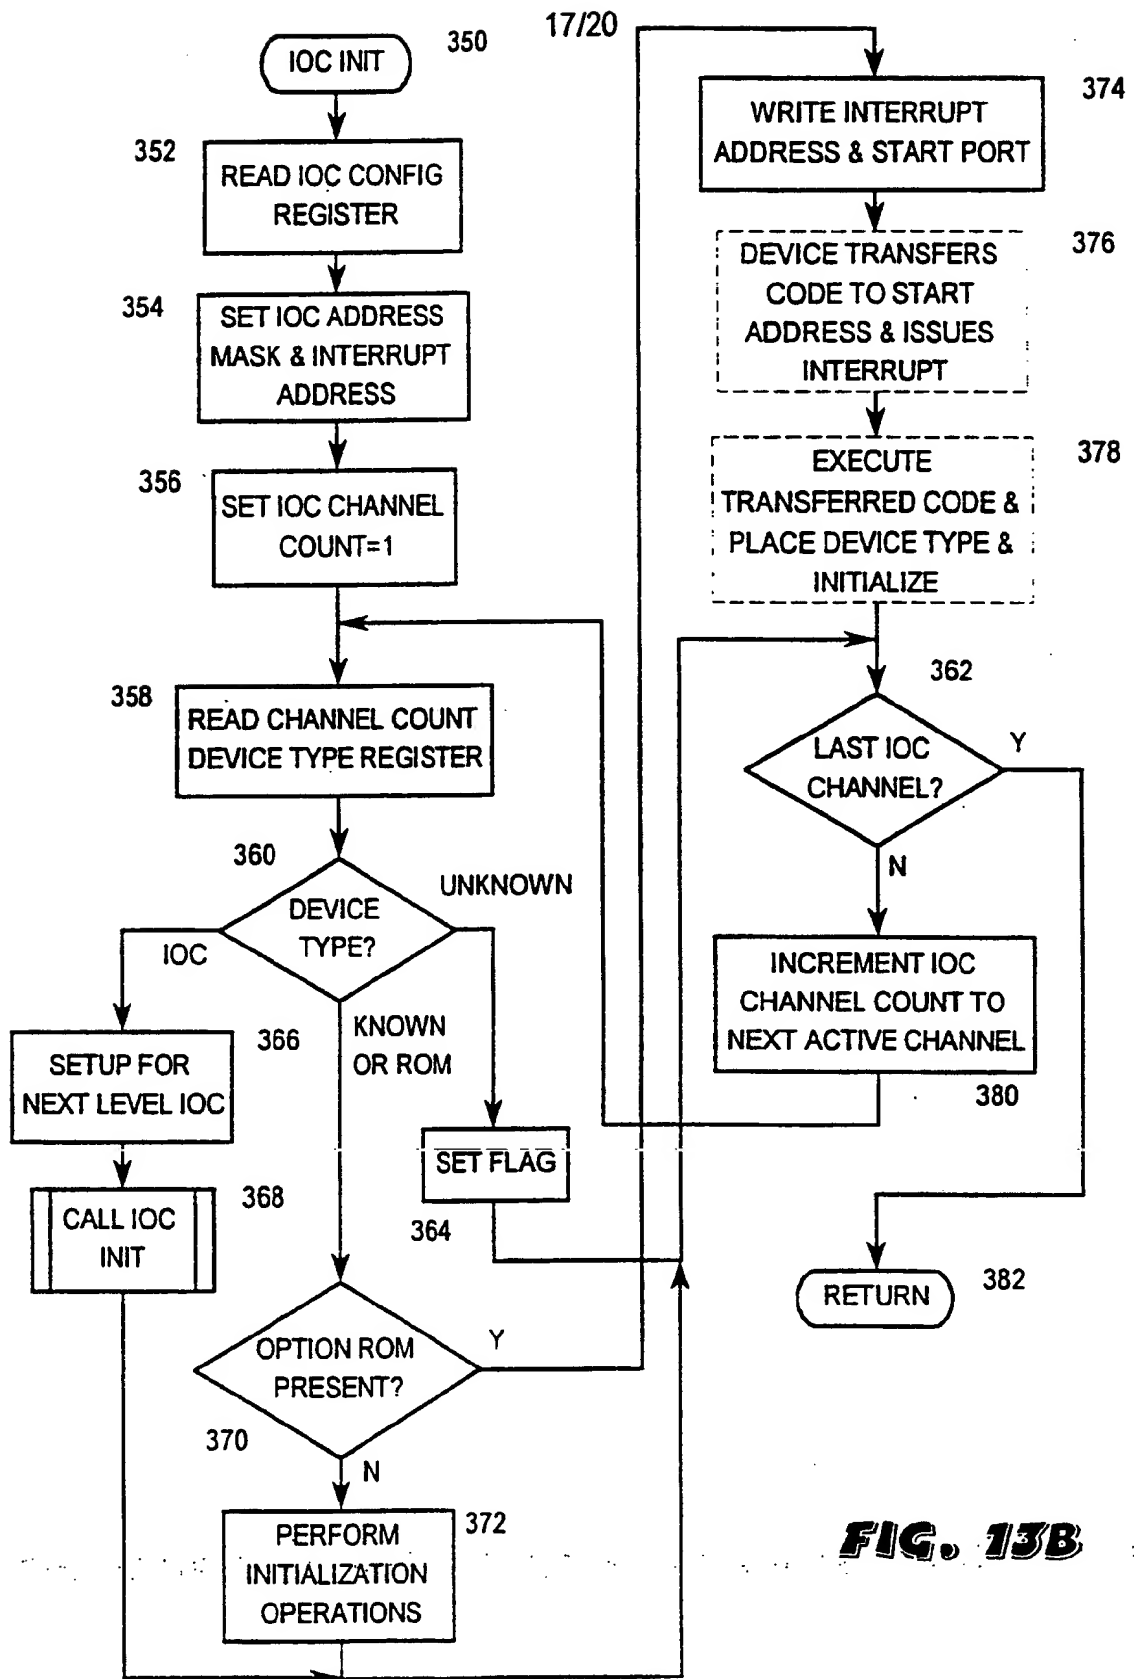 17/20
IOC INIT
350
352
READ IOC CONFIG
REGISTER
354
SET IOC ADDRESS
MASK & INTERRUPT
ADDRESS
356
SET IOC CHANNEL
COUNT=1
358
READ CHANNEL COUNT
DEVICE TYPE REGISTER
360
DEVICE
TYPE?
UNKNOWN
IOC
KNOWN
OR ROM
366
SETUP FOR
NEXT LEVEL IOC
368
CALL IOC
INIT
SET FLAG
364
OPTION ROM
PRESENT?
Y
370
N
372
PERFORM
INITIALIZATION
OPERATIONS
374
WRITE INTERRUPT
ADDRESS & START PORT
376
DEVICE TRANSFERS
CODE TO START
ADDRESS & ISSUES
INTERRUPT
378
EXECUTE
TRANSFERRED CODE &
PLACE DEVICE TYPE &
INITIALIZE
362
LAST IOC
CHANNEL?
Y
N
INCREMENT IOC
CHANNEL COUNT TO
NEXT ACTIVE CHANNEL
380
RETURN
382
FIG. 13B